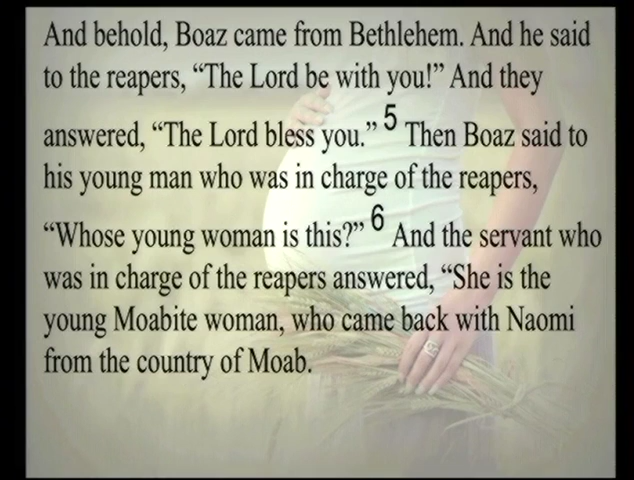 And behold, Boaz came from Bethlehem. And he said
to the reapers, “The Lord be with you!” And they
answered, “The Lord bless you.” 5 Then Boaz said to
his young man who was in charge of the reapers,
“Whose young woman is this?” 6 And the servant who
was in charge of the reapers answered, “She is the
young Moabite woman, who came back with Naomi
from the country of Moab.